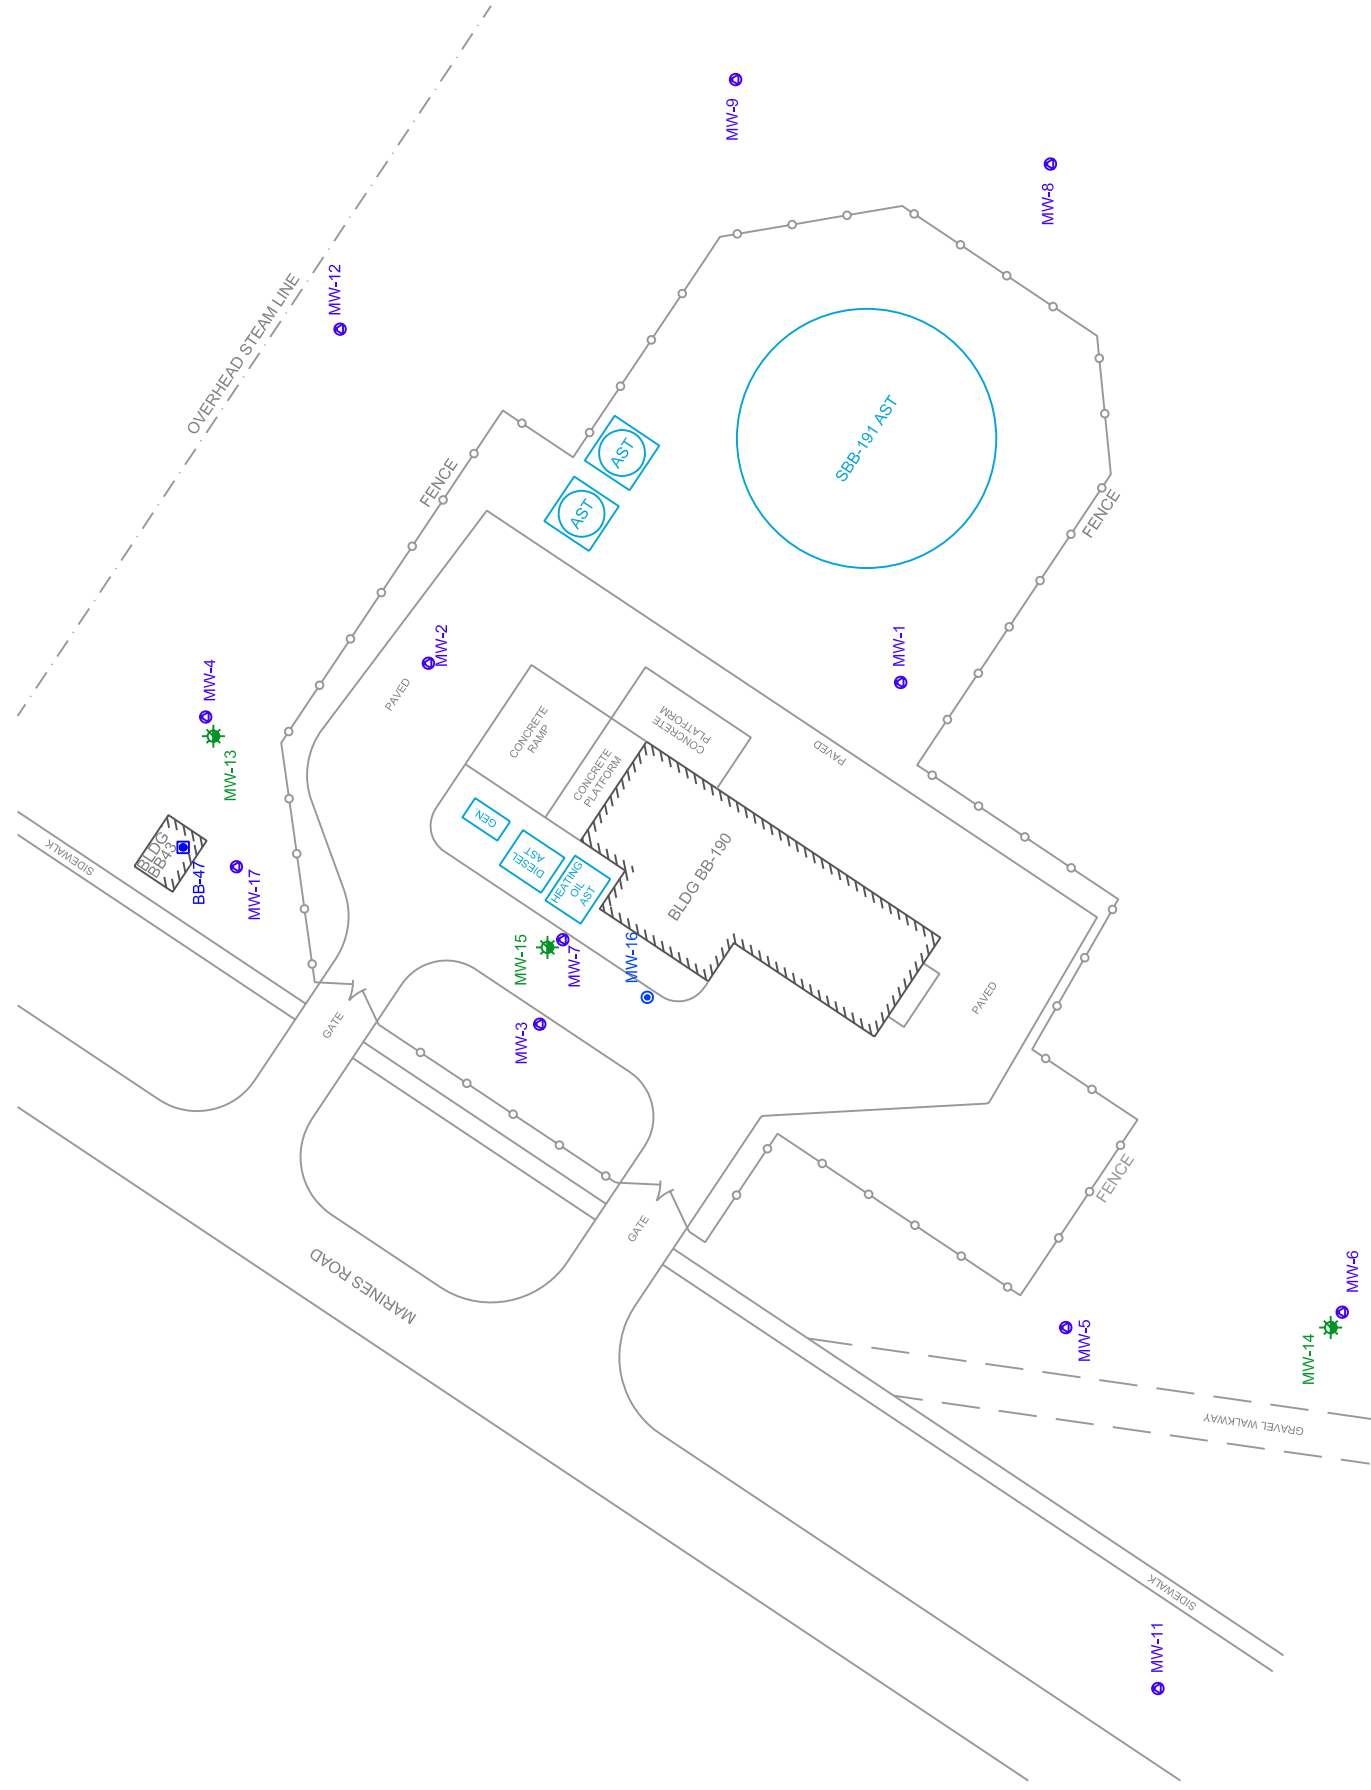 MW-9
MW-8
MW-12
OVERHEAD STEAM LINE
AST
SBB-191 AST
FENCE
AST
FENCE
MW-2
MW-1
MW-4
PAVED
MW-13
CONCRETE
RAMP
CONCRETE
PLATFORM
PAVED
CONCRETE
PLATFORM
GEN.
SIDEWALK
BLDG
BB43
BB-47
MW-17
DIESEL
AST
HEATING
OIL
AST
BLDG BB-190
MW-15
MW-7
MW-16
PAVED
GATE
MW-3
FENCE
GATE
MARINES ROAD
MW-6
MW-5
MW-14
GRAVEL WALKWAY
SIDEWALK
MW-11